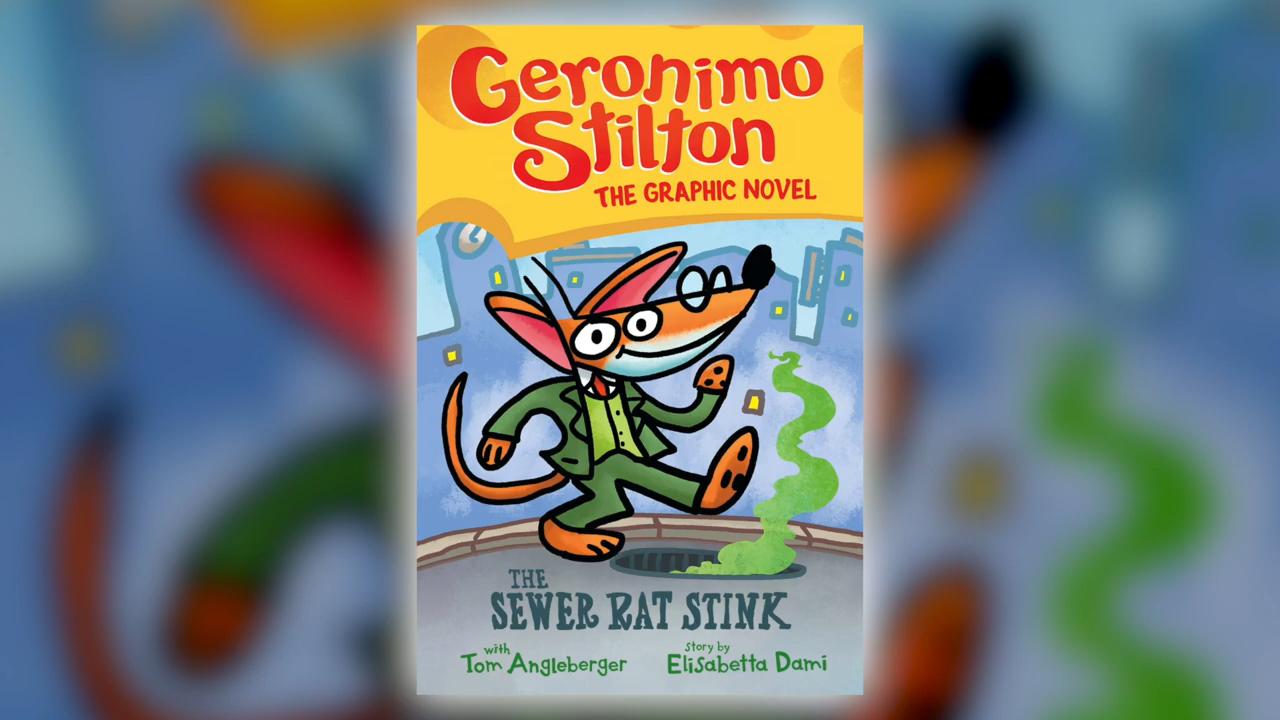 Geronimo
Stilton
THE GRAPHIC NOVEL
THE
SEWER RAT STINK
with
Tom Angleberger
Story by
Elisabetta Dami